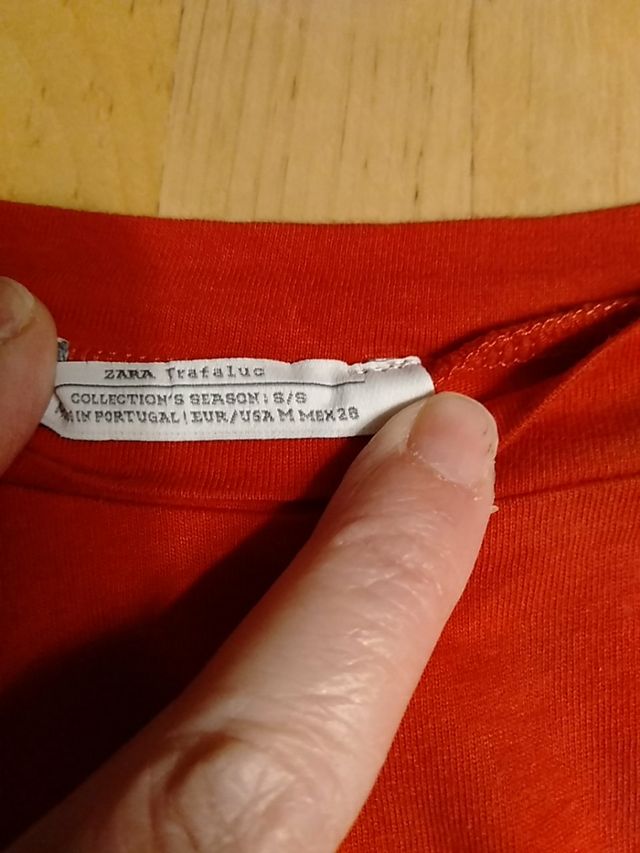 ZARA Trafaluc
COLLECTION'S SEASON: S/S
IN PORTUGAL | EUR/USA M MEX 28